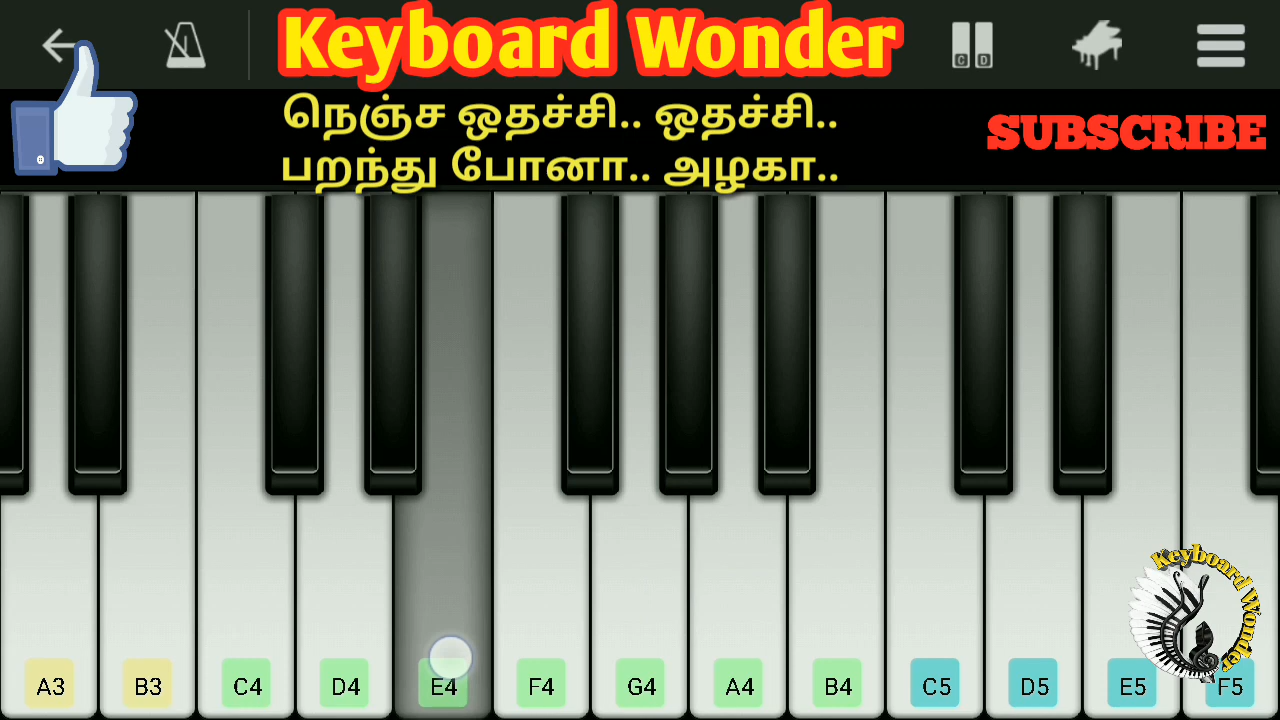 Keyboard Wonder
C D
நெஞ்ச ஒதச்சி.. ஒதச்சி..
பறந்து போனா.. அழகா..
SUBSCRIBE
Keyboard Wonder
A3 B3 C4 D4 E4 F4 G4 A4 B4 C5 D5 E5 F5